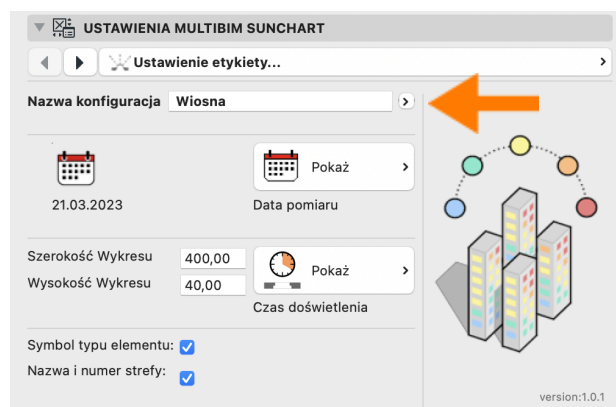 USTAWIENIA MULTIBIM SUNCHART
Ustawienie etykiety...
Nazwa konfiguracja Wiosna
Pokaż
21.03.2023 Data pomiaru
Szerokość Wykresu 400,00
Wysokość Wykresu 40,00
Pokaż
Czas doświetlenia
Symbol typu elementu:
Nazwa i numer strefy:
version:1.0.1